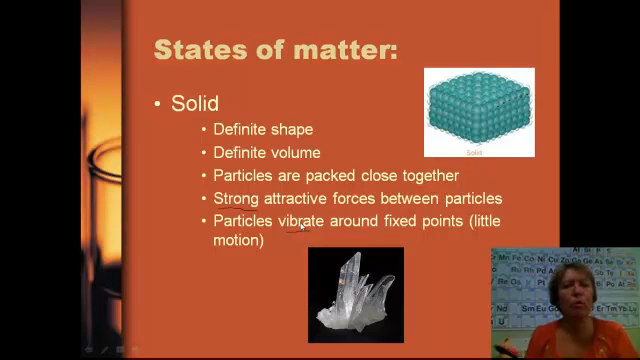 States of matter:
• Solid
• Definite shape
• Definite volume
• Particles are packed close together
• Strong attractive forces between particles
• Particles vibrate around fixed points (little
motion)
Solid